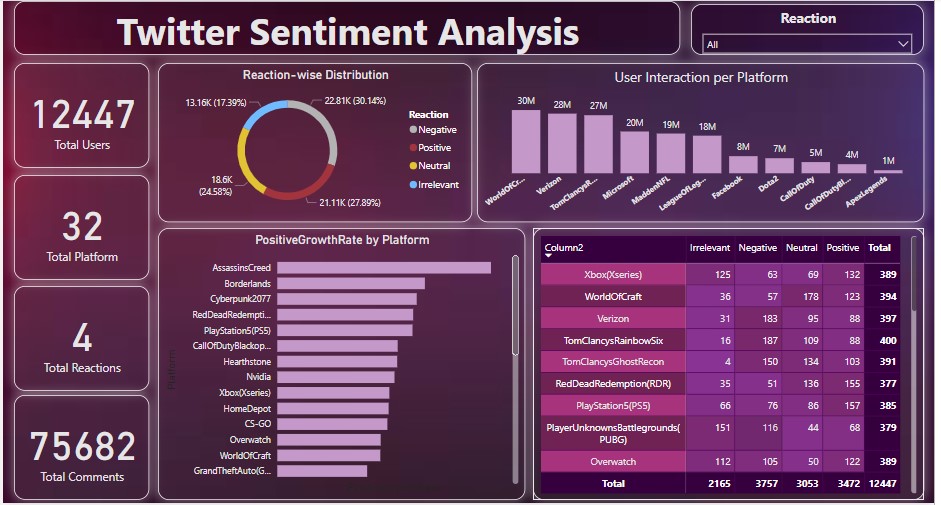 Twitter Sentiment Analysis
Reaction
All
12447
Total Users
32
Total Platform
4
Total Reactions
75682
Total Comments
Reaction-wise Distribution
13.16K (17.39%)
22.81K (30.14%)
18.6K
(24.58%)
21.11K (27.89%)
Reaction
Negative
Positive
Neutral
Irrelevant
User Interaction per Platform
30M 28M 27M 20M 19M 18M 8M 7M 5M 4M 1M
WorldOfCr... Verizon TomClancysR... Microsoft MaddenNFL LeagueOfLeg... Facebook Dota2 CallOfDuty CallOfDutyBl... ApexLegends
PositiveGrowthRate by Platform
Platform
AssassinsCreed
Borderlands
Cyberpunk2077
RedDeadRedempti...
PlayStation5(PS5)
CallOfDutyBlackop...
Hearthstone
Nvidia
Xbox(Xseries)
HomeDepot
CS-GO
Overwatch
WorldOfCraft
GrandTheftAuto(G...
Column2 Irrelevant Negative Neutral Positive Total
Xbox(Xseries) 125 63 69 132 389
WorldOfCraft 36 57 178 123 394
Verizon 31 183 95 88 397
TomClancysRainbowSix 16 187 109 88 400
TomClancysGhostRecon 4 150 134 103 391
RedDeadRedemption(RDR) 35 51 136 155 377
PlayStation5(PS5) 66 76 86 157 385
PlayerUnknownsBattlegrounds( 151 116 44 68 379
PUBG)
Overwatch 112 105 50 122 389
Total 2165 3757 3053 3472 12447